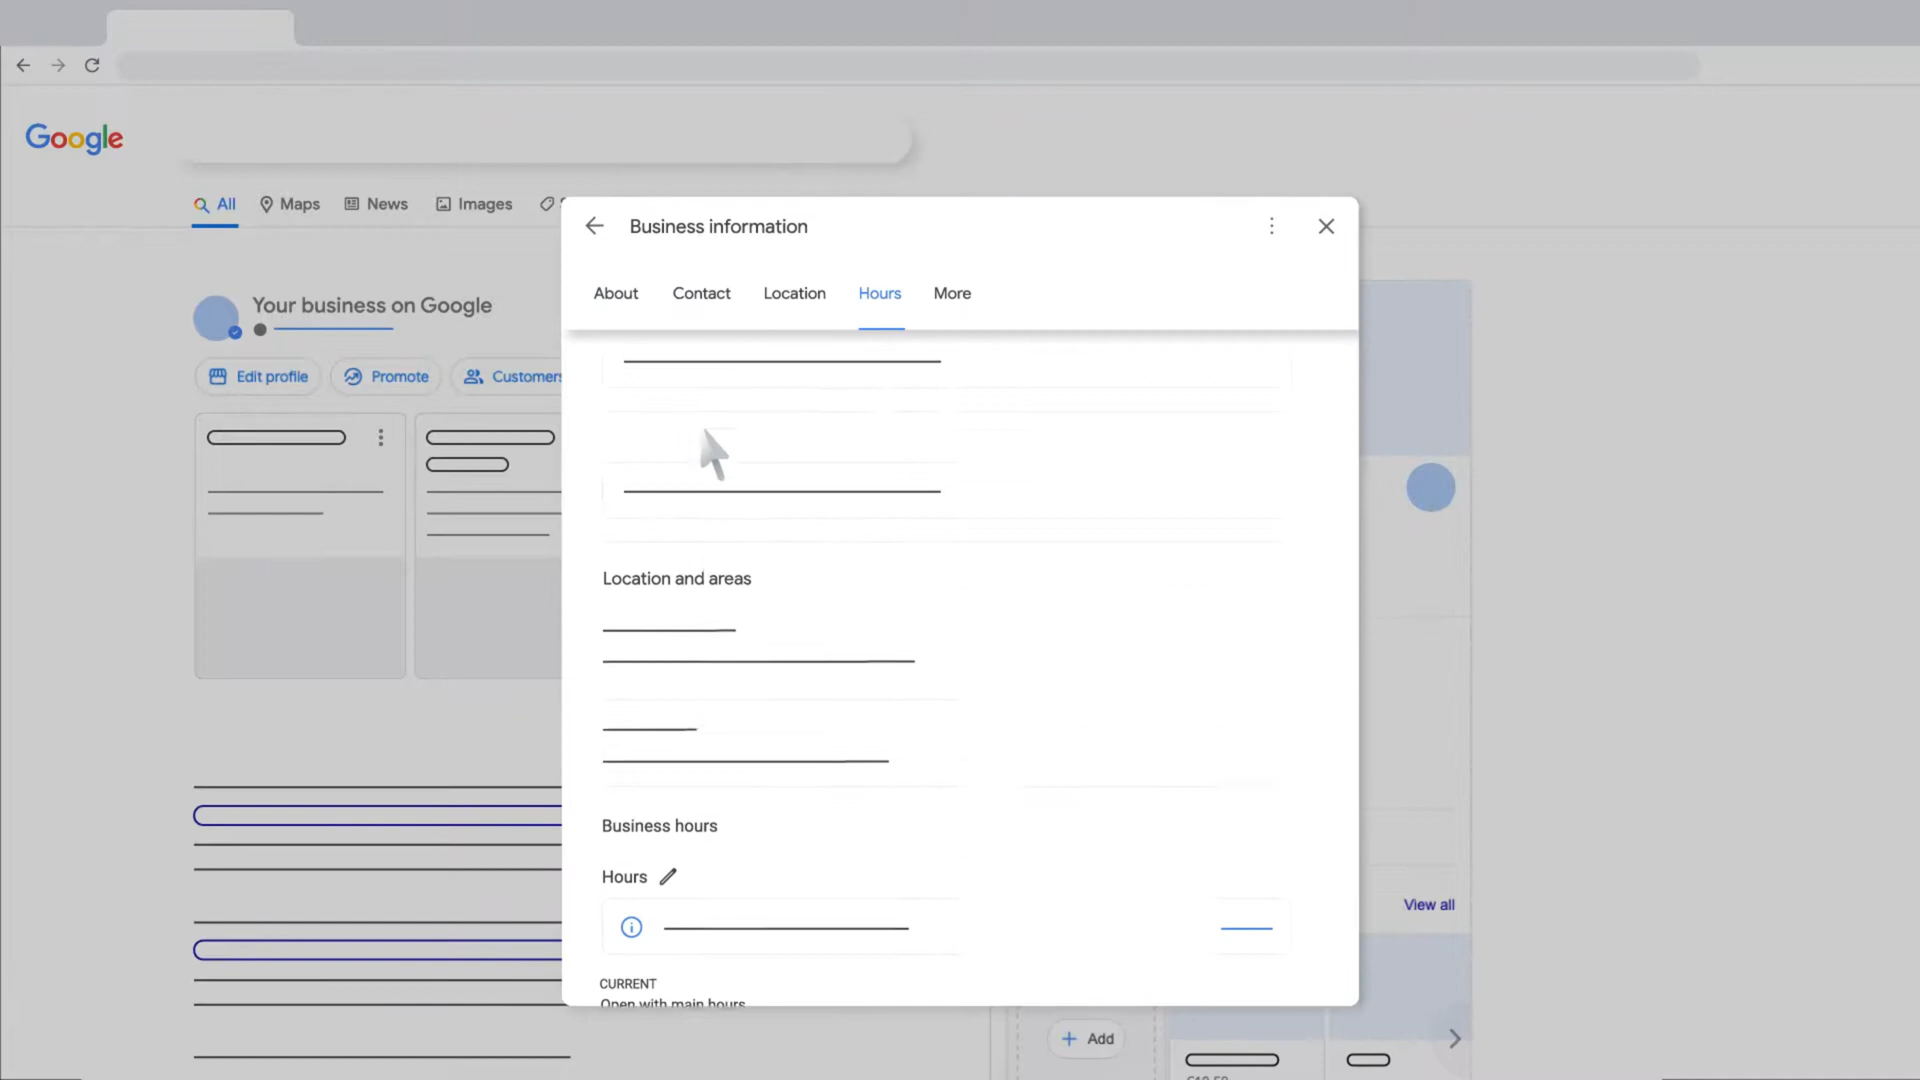 Google
All Maps News Images
Your business on Google
Edit profile Promote Customers
Business information
About Contact Location Hours More
Location and areas
Business hours
Hours
CURRENT
Open with main hours
View all
Add